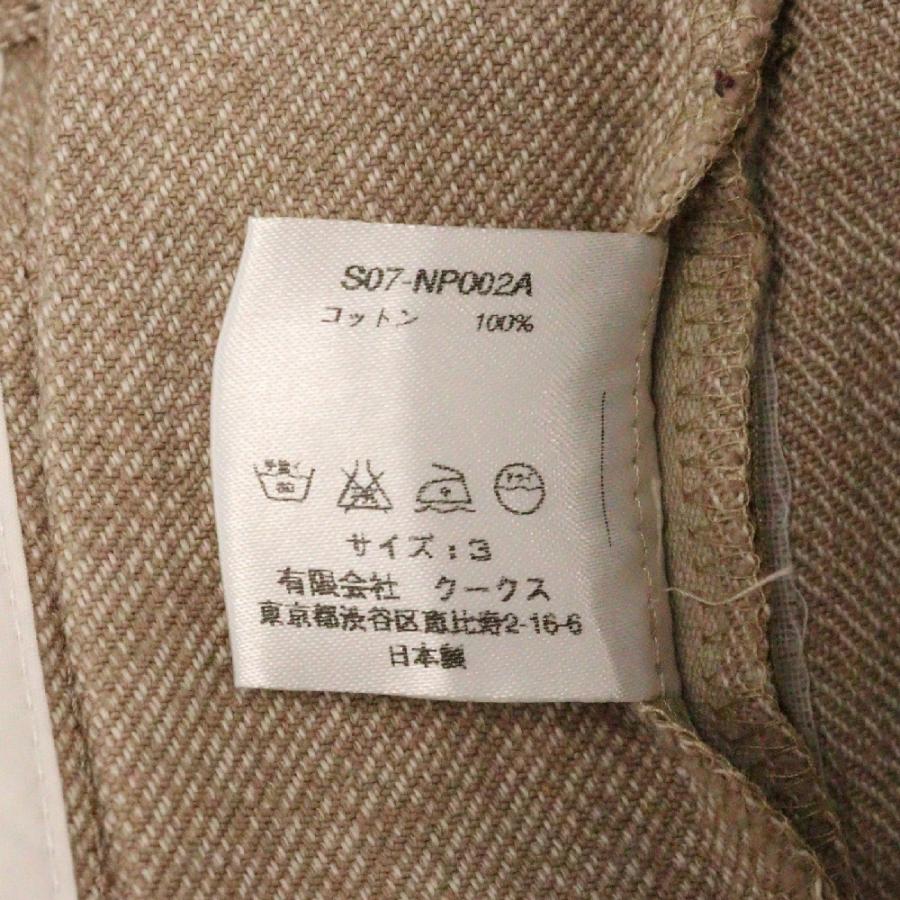 S07-NP002A
コットン 100%
サイズ:3
有限会社 クークス
東京都渋谷区恵比寿2-16-6
日本製